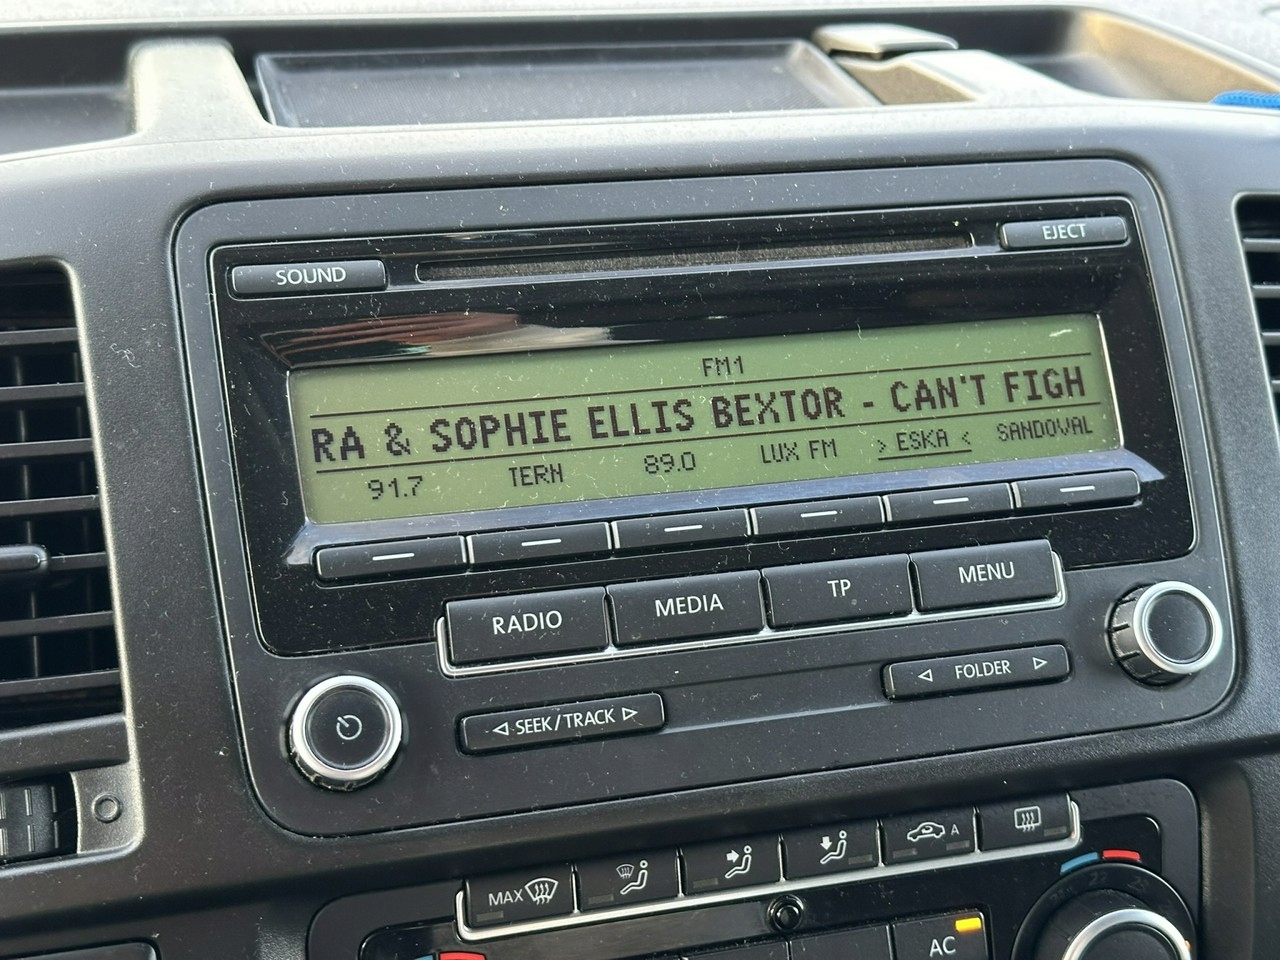 SOUND
EJECT
FM1
RA & SOPHIE ELLIS BEXTOR - CAN'T FIGH
91.7 TERN 89.0 LUX FM >ESKA< SANDOVAL
RADIO MEDIA TP MENU
◁ SEEK/TRACK ▷
◁ FOLDER ▷
MAX
A
22
AC